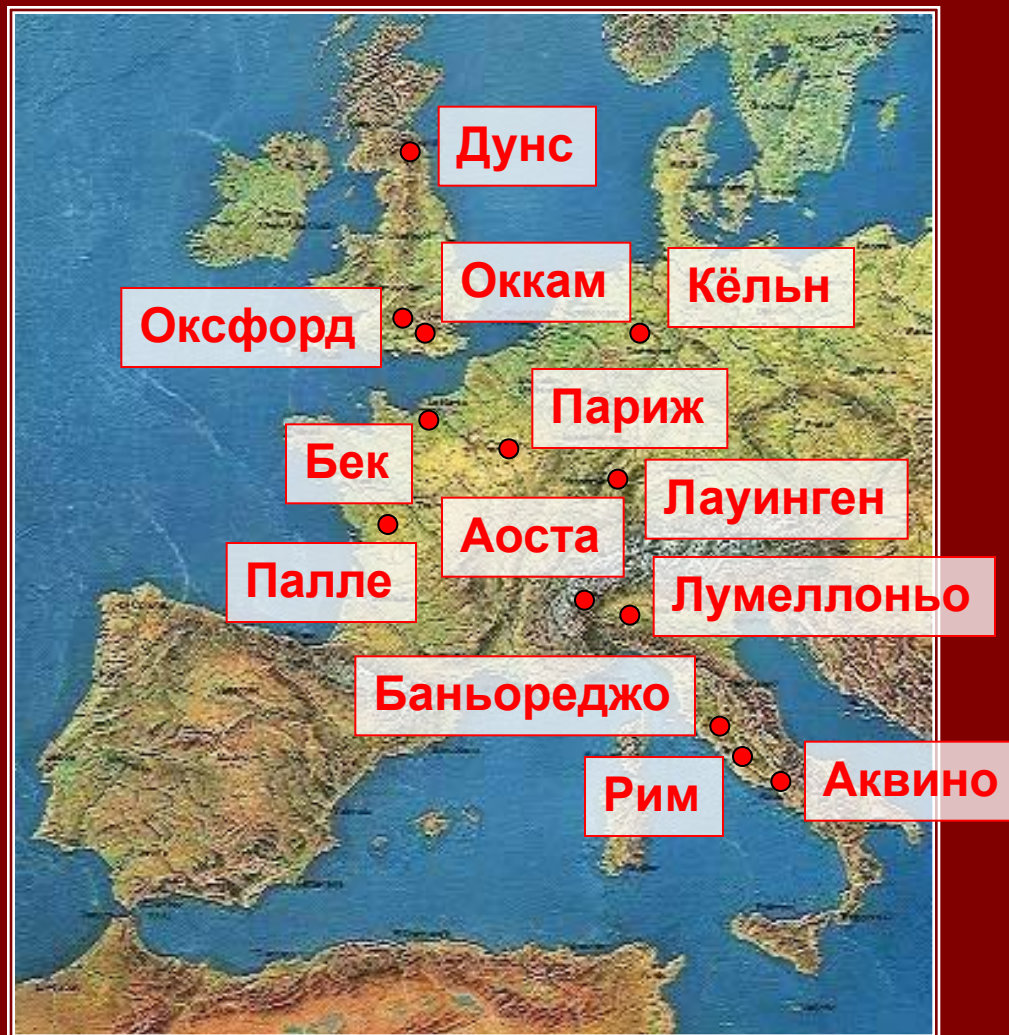 Дунс
Оккам
Кёльн
Оксфорд
Париж
Бек
Лауинген
Аоста
Палле
Лумеллоньо
Баньореджо
Рим
Аквино